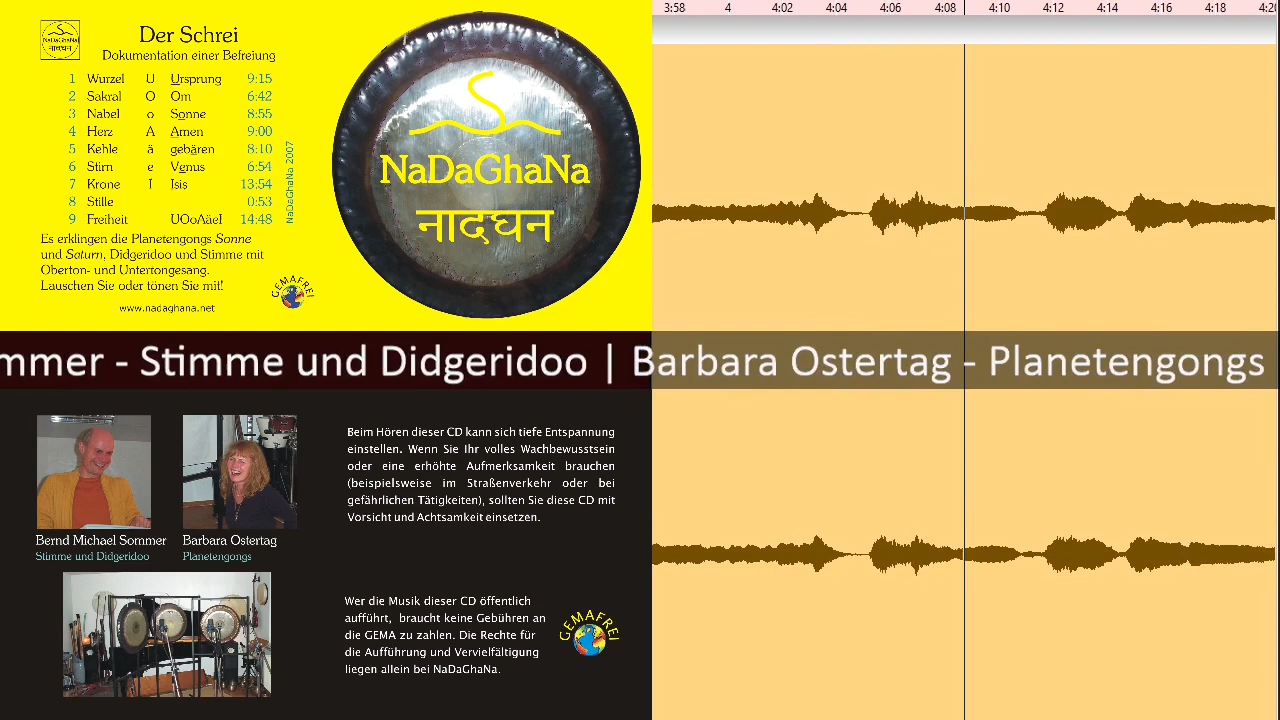 NaDaGhaNa
नादघन
Der Schrei
Dokumentation einer Befreiung
1 Wurzel U Ursprung 9:15
2 Sakral O Om 6:42
3 Nabel o Sonne 8:55
4 Herz A Amen 9:00
5 Kehle ä gebären 8:10
6 Stirn e Venus 6:54
7 Krone I Isis 13:54
8 Stille 0:53
9 Freiheit UOoAäeI 14:48
NaDaGhaNa 2007
Es erklingen die Planetengongs Sonne
und Saturn, Didgeridoo und Stimme mit
Oberton- und Untertongesang.
Lauschen Sie oder tönen Sie mit!
www.nadaghana.net
GEMAFREI
NaDaGhaNa
नादघन
3:58 4 4:02 4:04 4:06 4:08 4:10 4:12 4:14 4:16 4:18 4:20
mmer - Stimme und Didgeridoo | Barbara Ostertag - Planetengongs
Bernd Michael Sommer
Stimme und Didgeridoo
Barbara Ostertag
Planetengongs
Beim Hören dieser CD kann sich tiefe Entspannung
einstellen. Wenn Sie Ihr volles Wachbewusstsein
oder eine erhöhte Aufmerksamkeit brauchen
(beispielsweise im Straßenverkehr oder bei
gefährlichen Tätigkeiten), sollten Sie diese CD mit
Vorsicht und Achtsamkeit einsetzen.
Wer die Musik dieser CD öffentlich
aufführt, braucht keine Gebühren an
die GEMA zu zahlen. Die Rechte für
die Aufführung und Vervielfältigung
liegen allein bei NaDaGhaNa.
GEMAFREI